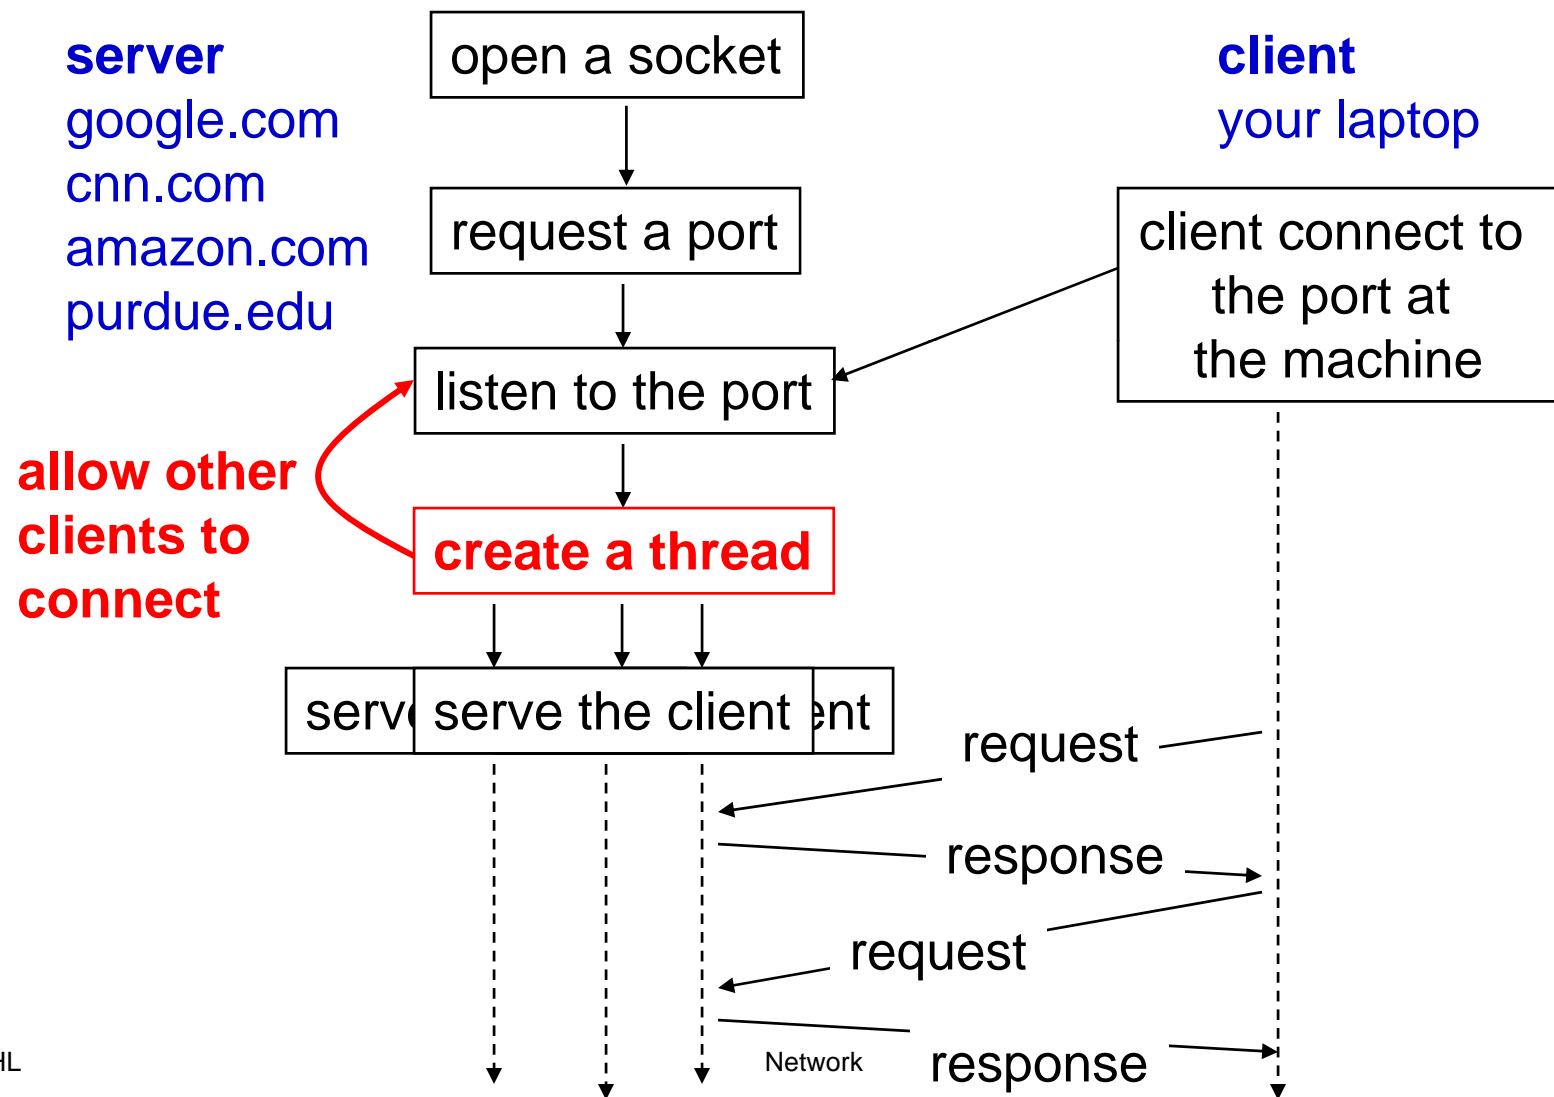 server
google.com
cnn.com
amazon.com
purdue.edu
open a socket
client
your laptop
request a port
client connect to
the port at
the machine
listen to the port
allow other
clients to
connect
create a thread
serve the client
request
response
request
response
Network